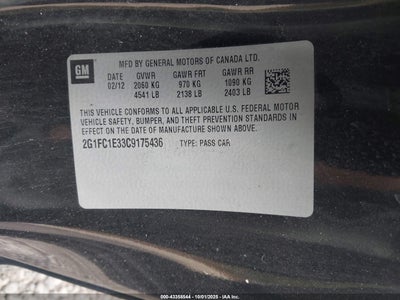 MFD BY GENERAL MOTORS OF CANADA LTD.
GM DATE GVWR GAWR FRT GAWR RR
02/12 2060 KG 970 KG 1090 KG
4541 LB 2138 LB 2403 LB
THIS VEHICLE CONFORMS TO ALL APPLICABLE U.S. FEDERAL MOTOR
VEHICLE SAFETY, BUMPER, AND THEFT PREVENTION STANDARDS IN
EFFECT ON THE DATE OF MANUFACTURE SHOWN ABOVE.
2G1FC1E33C9175436 TYPE: PASS CAR
000-43358544 - 10/01/2025 - IAA Inc.